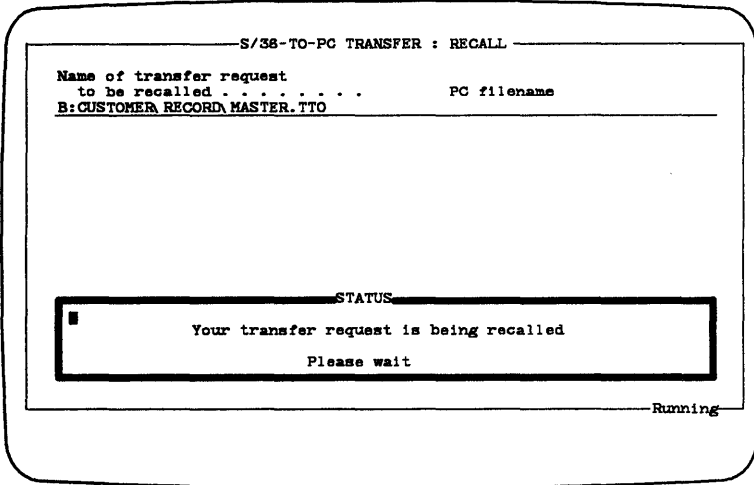 S/36-TO-PC TRANSFER : RECALL
Name of transfer request
to be recalled . . . . . . . . PC filename
B:CUSTOMER\RECORD\MASTER.TTO
STATUS
Your transfer request is being recalled
Please wait
Running